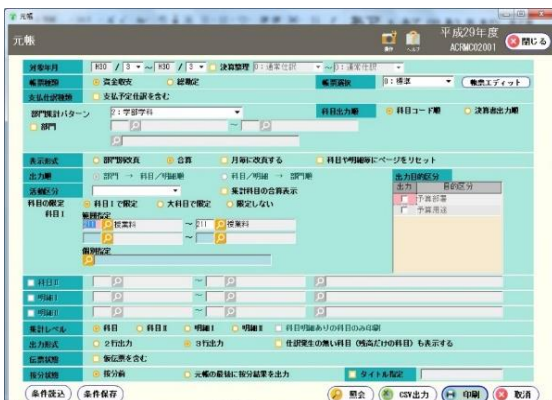 元帳
元帳
平成29年度
ACRMC02001
閉じる
対象年月 H30 / 3 ～ H30 / 3 決算整理 0:通常仕訳 ～ 0:通常仕訳
帳票種類 資金収支 総勘定 帳票選択 0:標準 帳票エディット
支払仕訳種類 支払予定仕訳を含む
部門集計パターン 2:学部学科 科目出力順 科目コード順 決算書出力順
部門 ～
表示形式 部門別改頁 合算 月毎に改頁する 科目や明細毎にページをリセット
出力順 部門 → 科目/明細順 科目/明細 → 部門順 出力目的区分
活動区分 集計科目の合算表示 出力 目的区分
科目の限定 科目Ⅰで限定 大科目で限定 限定しない 予算部署
科目Ⅰ 範囲指定 予算用途
211 授業料 ～ 211 授業料
～
個別指定
科目Ⅱ ～
明細Ⅰ ～
明細Ⅱ ～
集計レベル 科目 科目Ⅱ 明細Ⅰ 明細Ⅱ 科目明細ありの科目のみ印刷
出力形式 2行出力 3行出力 仕訳発生の無い科目(残高だけの科目)も表示する
伝票状態 仮伝票を含む
按分状態 按分前 元帳の最後に按分結果を出力 タイトル指定
条件読込 条件保存 照会 CSV出力 印刷 取消